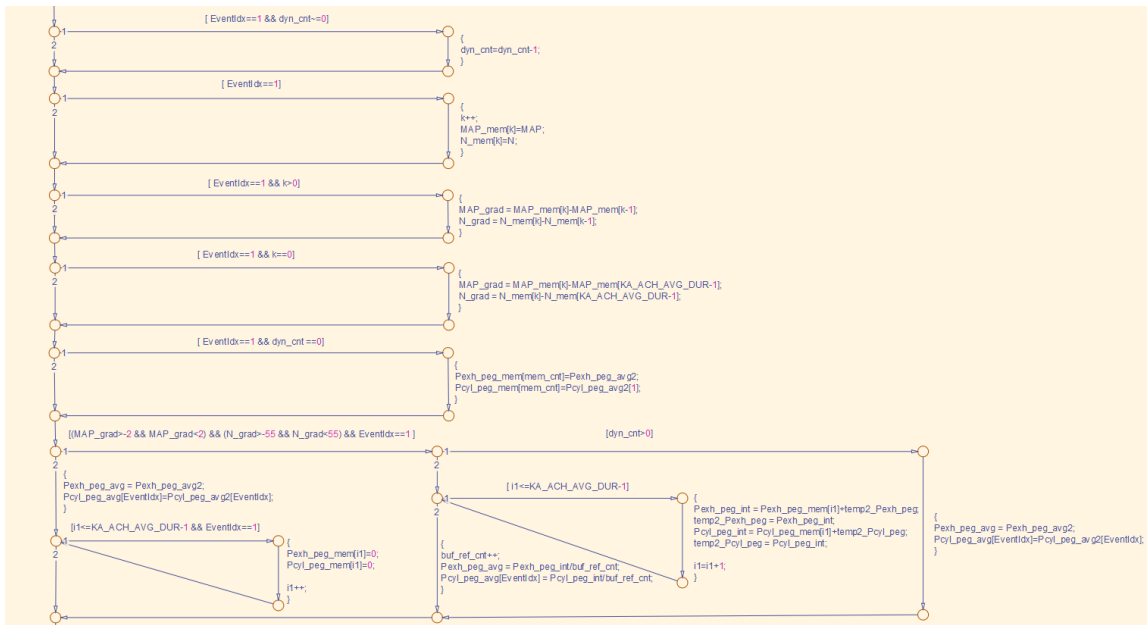 [ EventIdx==1 && dyn_cnt~=0]
1
2
{
dyn_cnt=dyn_cnt-1;
}
[ EventIdx==1]
1
2
{
k++;
MAP_mem[k]=MAP;
N_mem[k]=N;
}
[ EventIdx==1 && k>0]
1
2
{
MAP_grad = MAP_mem[k]-MAP_mem[k-1];
N_grad = N_mem[k]-N_mem[k-1];
}
[ EventIdx==1 && k==0]
1
2
{
MAP_grad = MAP_mem[k]-MAP_mem[KA_ACH_AVG_DUR-1];
N_grad = N_mem[k]-N_mem[KA_ACH_AVG_DUR-1];
}
[ EventIdx==1 && dyn_cnt ==0]
1
2
{
Pexh_peg_mem[mem_cnt]=Pexh_peg_avg2;
Pcyl_peg_mem[mem_cnt]=Pcyl_peg_avg2[1];
}
[(MAP_grad>-2 && MAP_grad<2) && (N_grad>-55 && N_grad<55) && EventIdx==1 ]
1
2
{
Pexh_peg_avg = Pexh_peg_avg2;
Pcyl_peg_avg[EventIdx]=Pcyl_peg_avg2[EventIdx];
}
[i1<=KA_ACH_AVG_DUR-1 && EventIdx==1]
1
2
{
Pexh_peg_mem[i1]=0;
Pcyl_peg_mem[i1]=0;
i1++;
}
[dyn_cnt>0]
1
2
[ i1<=KA_ACH_AVG_DUR-1]
1
2
{
Pexh_peg_int = Pexh_peg_mem[i1]+temp2_Pexh_peg;
temp2_Pexh_peg = Pexh_peg_int;
Pcyl_peg_int = Pcyl_peg_mem[i1]+temp2_Pcyl_peg;
temp2_Pcyl_peg = Pcyl_peg_int;
i1=i1+1;
}
{
buf_ref_cnt++;
Pexh_peg_avg = Pexh_peg_int/buf_ref_cnt;
Pcyl_peg_avg[EventIdx] = Pcyl_peg_int/buf_ref_cnt;
}
{
Pexh_peg_avg = Pexh_peg_avg2;
Pcyl_peg_avg[EventIdx]=Pcyl_peg_avg2[EventIdx];
}